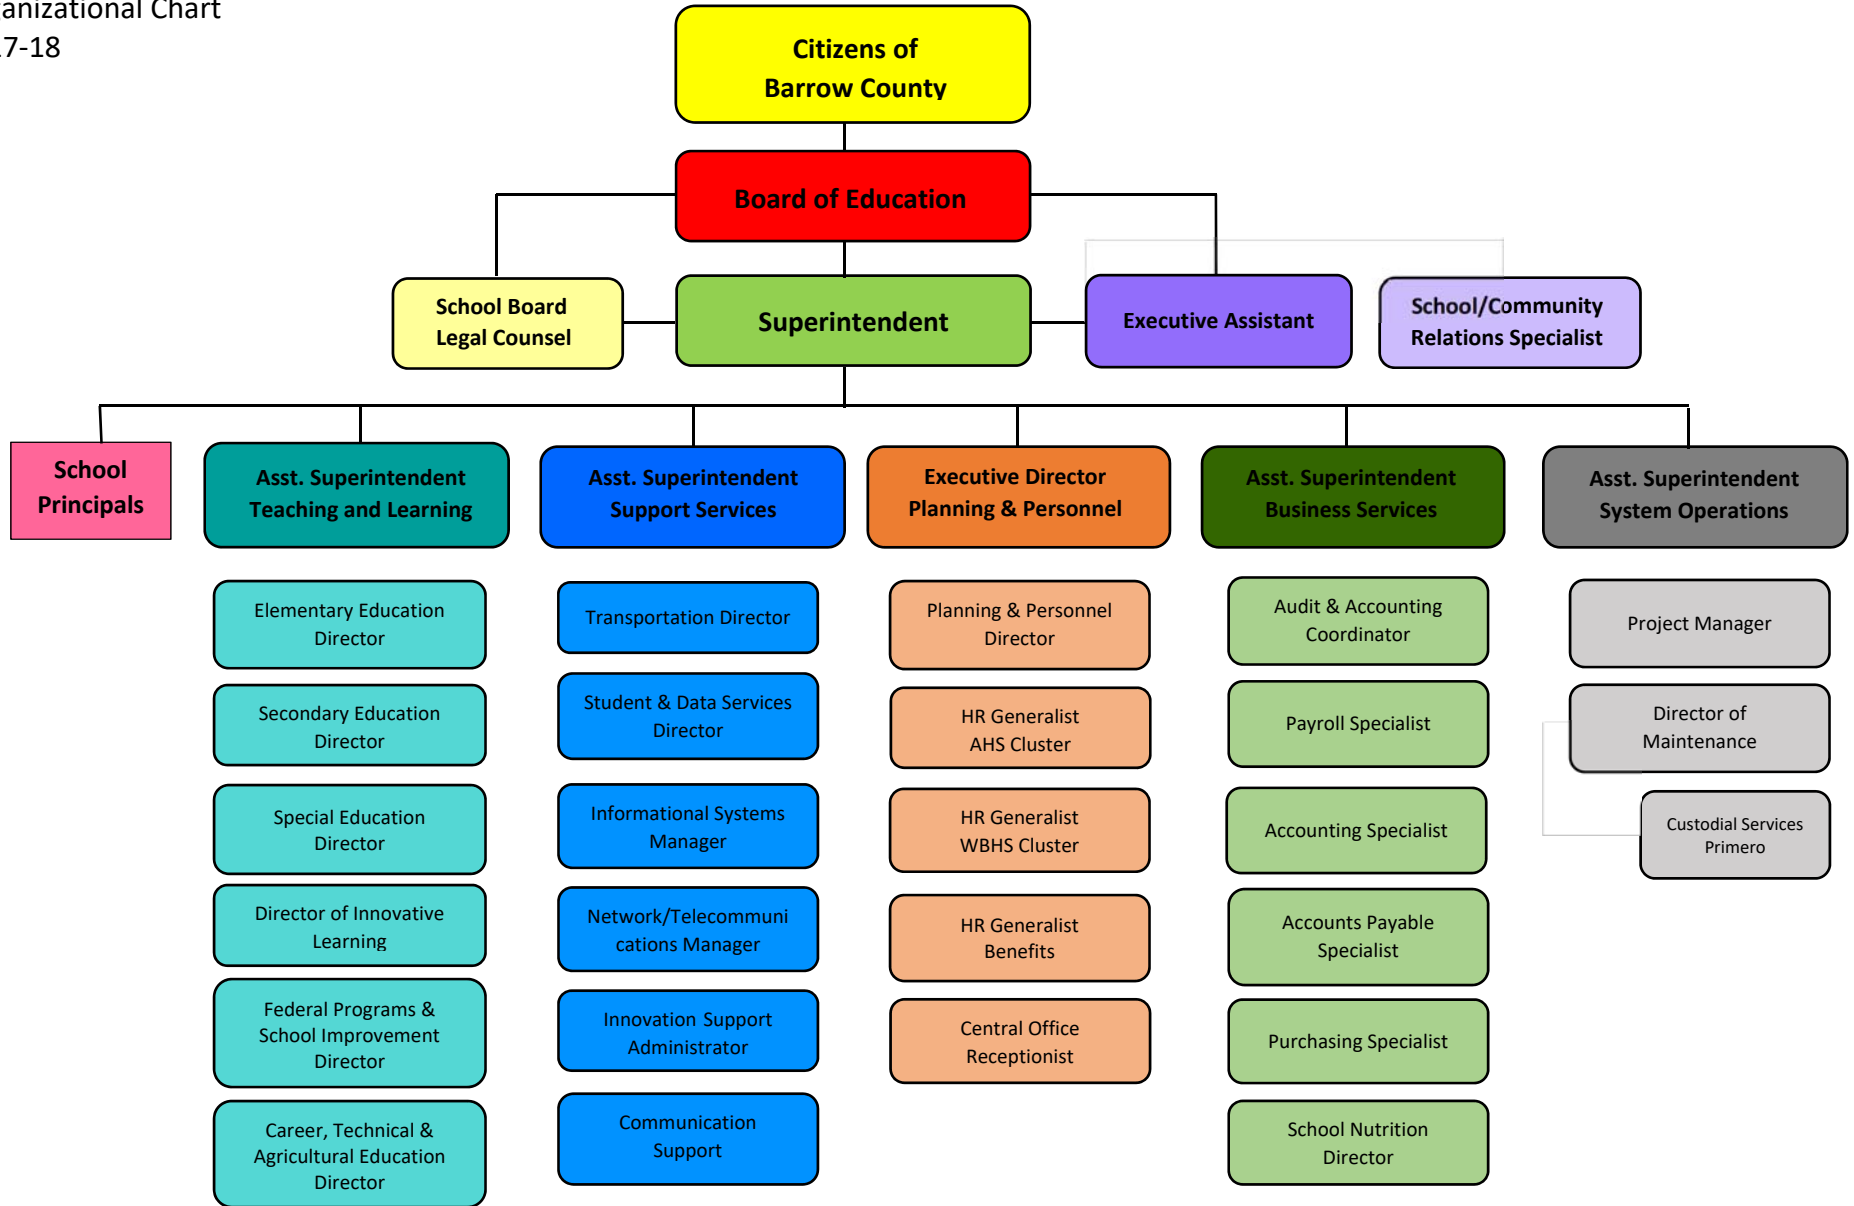 ganizational Chart
17-18
Citizens of
Barrow County
Board of Education
School Board
Legal Counsel
Superintendent
Executive Assistant
School/Community
Relations Specialist
School
Principals
Asst. Superintendent
Teaching and Learning
Asst. Superintendent
Support Services
Executive Director
Planning & Personnel
Asst. Superintendent
Business Services
Asst. Superintendent
System Operations
Elementary Education
Director
Secondary Education
Director
Special Education
Director
Director of Innovative
Learning
Federal Programs &
School Improvement
Director
Career, Technical &
Agricultural Education
Director
Transportation Director
Student & Data Services
Director
Informational Systems
Manager
Network/Telecommuni
cations Manager
Innovation Support
Administrator
Communication
Support
Planning & Personnel
Director
HR Generalist
AHS Cluster
HR Generalist
WBHS Cluster
HR Generalist
Benefits
Central Office
Receptionist
Audit & Accounting
Coordinator
Payroll Specialist
Accounting Specialist
Accounts Payable
Specialist
Purchasing Specialist
School Nutrition
Director
Project Manager
Director of
Maintenance
Custodial Services
Primero